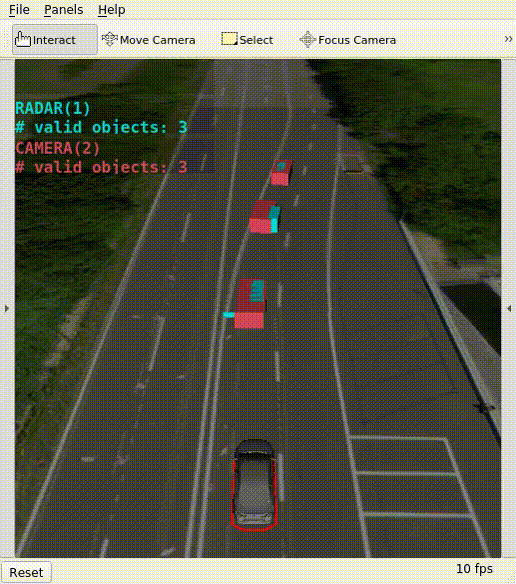 File Panels Help
Interact Move Camera Select Focus Camera »
RADAR(1)
# valid objects: 3
CAMERA(2)
# valid objects: 3
Reset 10 fps